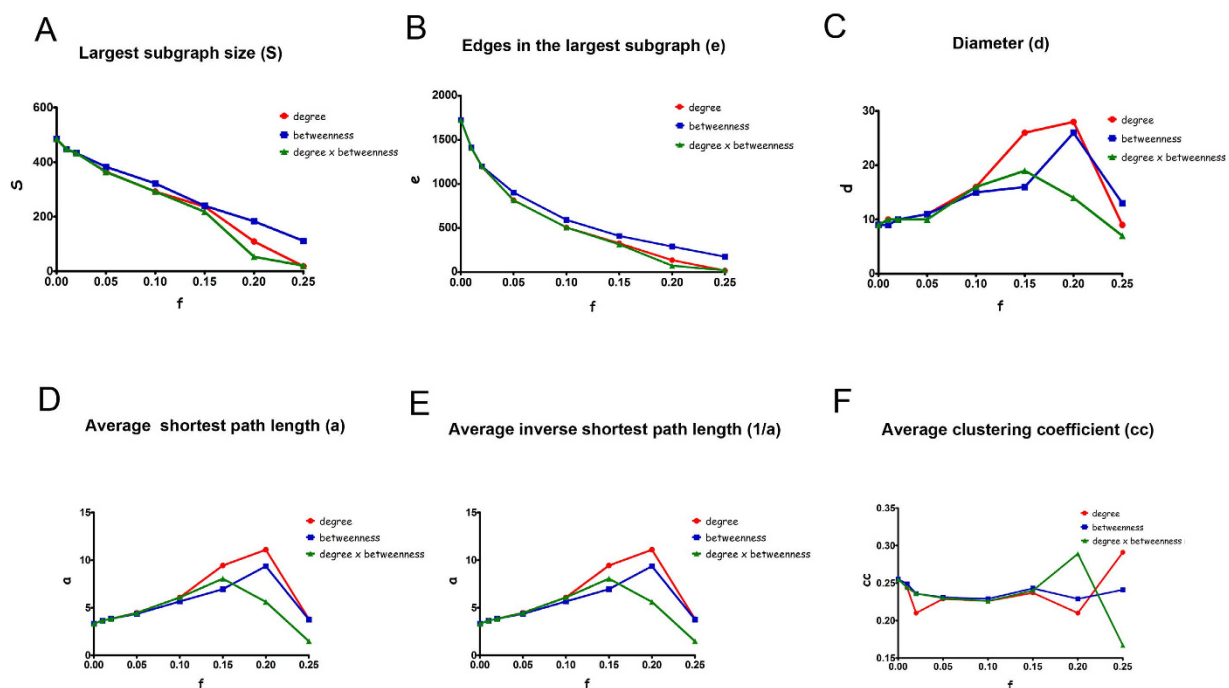 A
Largest subgraph size (S)
600
400
200
0
S
0.00 0.05 0.10 0.15 0.20 0.25
f
degree
betweenness
degree x betweenness
B
Edges in the largest subgraph (e)
2000
1500
1000
500
0
e
0.00 0.05 0.10 0.15 0.20 0.25
f
degree
betweenness
degree x betweenness
C
Diameter (d)
30
20
10
0
d
0.00 0.05 0.10 0.15 0.20 0.25
f
degree
betweenness
degree x betweenness
D
Average shortest path length (a)
15
10
5
0
a
0.00 0.05 0.10 0.15 0.20 0.25
f
degree
betweenness
degree x betweenness
E
Average inverse shortest path length (1/a)
15
10
5
0
a
0.00 0.05 0.10 0.15 0.20 0.25
f
degree
betweenness
degree x betweenness
F
Average clustering coefficient (cc)
0.35
0.30
0.25
0.20
0.15
cc
0.00 0.05 0.10 0.15 0.20 0.25
f
degree
betweenness
degree x betweenness